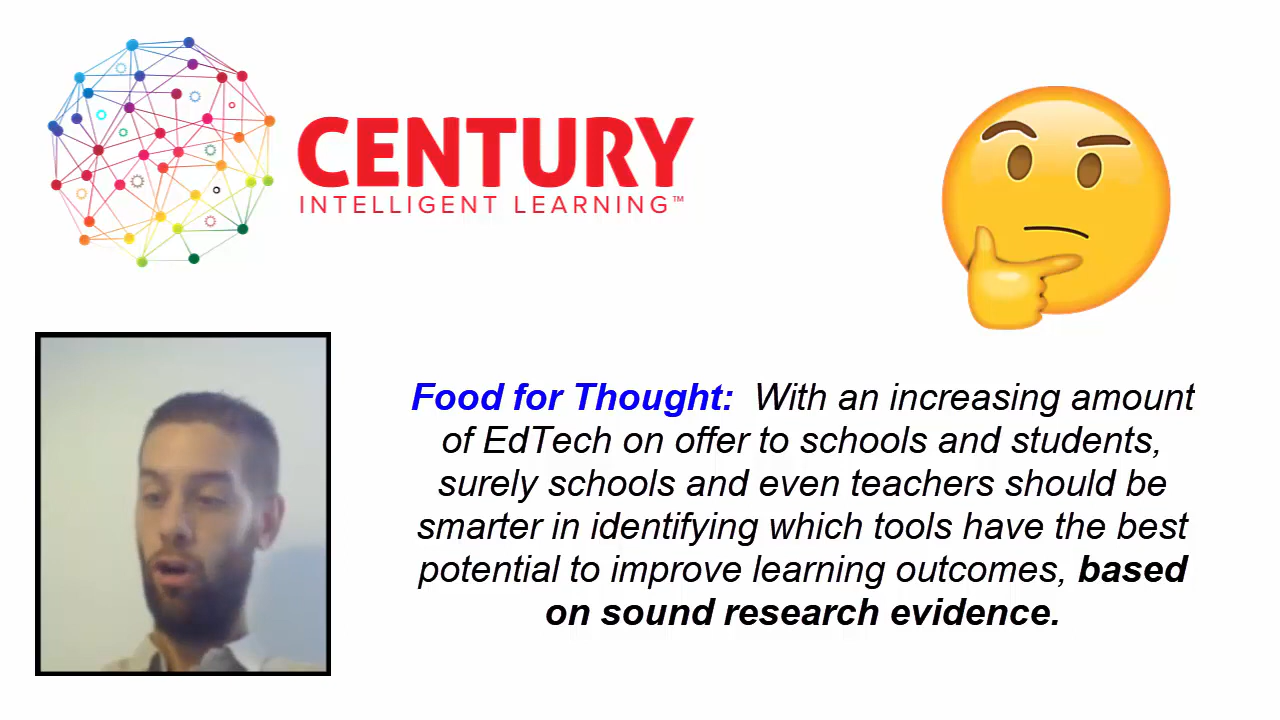 CENTURY
INTELLIGENT LEARNING™
Food for Thought: With an increasing amount
of EdTech on offer to schools and students,
surely schools and even teachers should be
smarter in identifying which tools have the best
potential to improve learning outcomes, based
on sound research evidence.